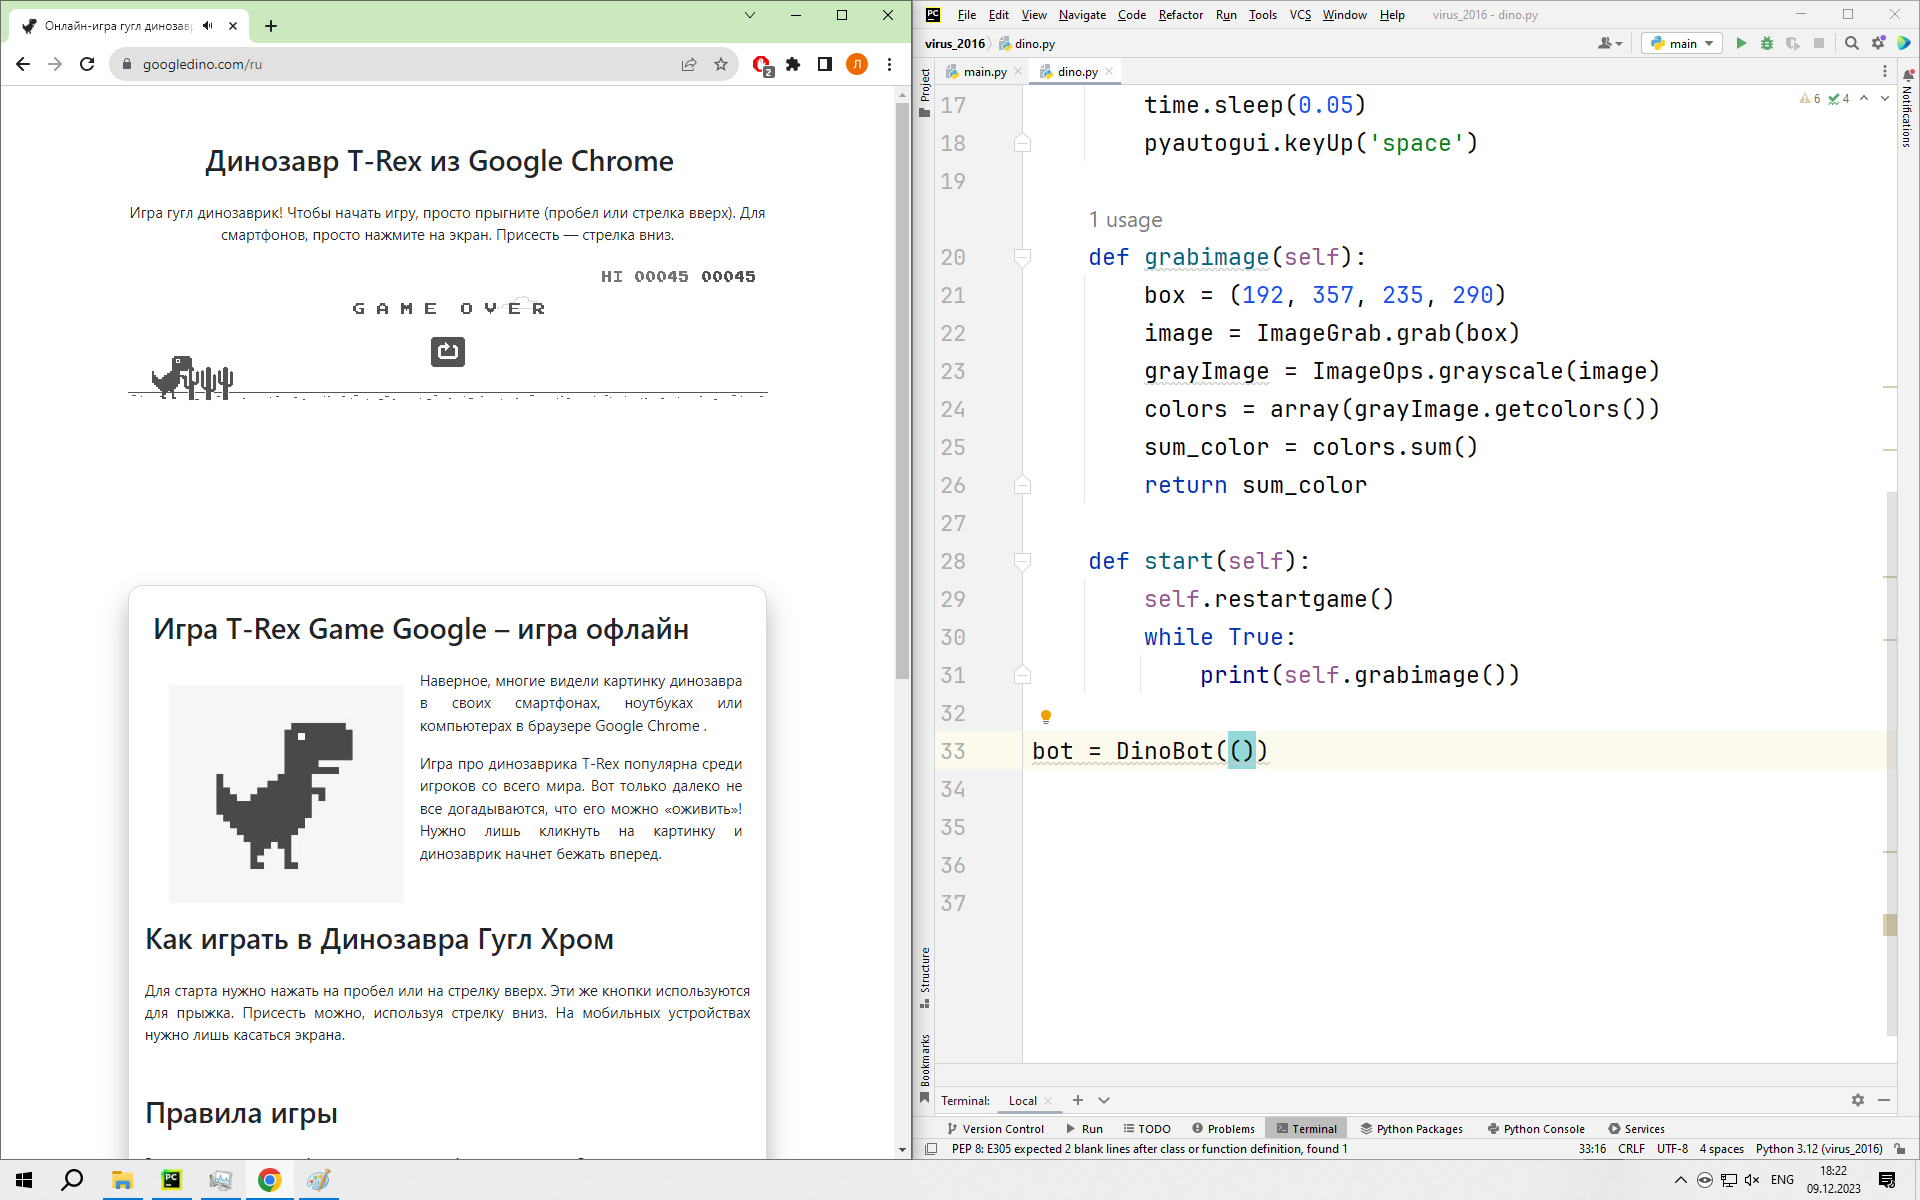 Онлайн-игра гугл динозавр
googledino.com/ru
2
Л
Динозавр T-Rex из Google Chrome
Игра гугл динозаврик! Чтобы начать игру, просто прыгните (пробел или стрелка вверх). Для
смартфонов, просто нажмите на экран. Присесть — стрелка вниз.
HI 00045 00045
GAME OVER
Игра T-Rex Game Google – игра офлайн
Наверное, многие видели картинку динозавра
в своих смартфонах, ноутбуках или
компьютерах в браузере Google Chrome .
Игра про динозаврика T-Rex популярна среди
игроков со всего мира. Вот только далеко не
все догадываются, что его можно «оживить»!
Нужно лишь кликнуть на картинку и
динозаврик начнет бежать вперед.
Как играть в Динозавра Гугл Хром
Для старта нужно нажать на пробел или на стрелку вверх. Эти же кнопки используются
для прыжка. Присесть можно, используя стрелку вниз. На мобильных устройствах
нужно лишь касаться экрана.
Правила игры
PC File Edit View Navigate Code Refactor Run Tools VCS Window Help virus_2016 - dino.py
virus_2016 dino.py main
main.py dino.py
Project
Notifications
6 4
17 time.sleep(0.05)
18 pyautogui.keyUp('space')
19
1 usage
20 def grabimage(self):
21 box = (192, 357, 235, 290)
22 image = ImageGrab.grab(box)
23 grayImage = ImageOps.grayscale(image)
24 colors = array(grayImage.getcolors())
25 sum_color = colors.sum()
26 return sum_color
27
28 def start(self):
29 self.restartgame()
30 while True:
31 print(self.grabimage())
32
33 bot = DinoBot(())
34
35
36
37
Structure
Bookmarks
Terminal: Local
Version Control Run TODO Problems Terminal Python Packages Python Console Services
PEP 8: E305 expected 2 blank lines after class or function definition, found 1 33:16 CRLF UTF-8 4 spaces Python 3.12 (virus_2016)
PC
ENG
18:22
09.12.2023